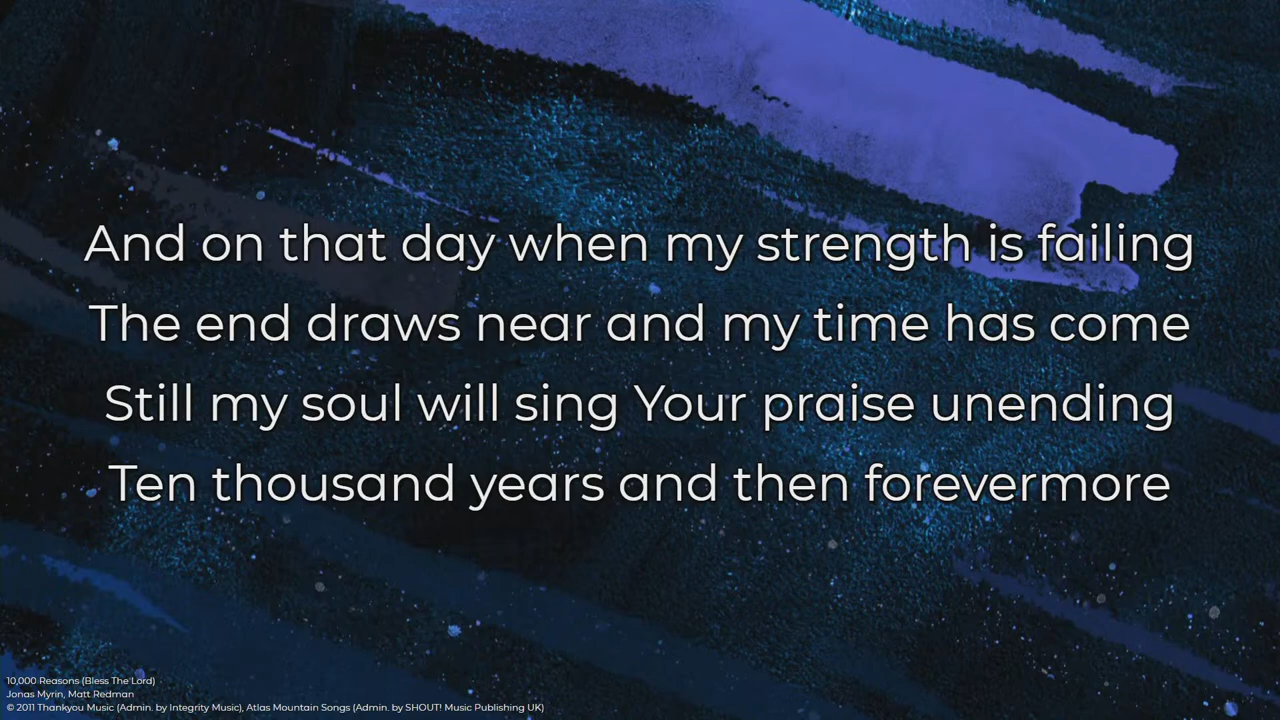 And on that day when my strength is failing
The end draws near and my time has come
Still my soul will sing Your praise unending
Ten thousand years and then forevermore
10,000 Reasons (Bless The Lord)
Jonas Myrin, Matt Redman
© 2011 Thankyou Music (Admin. by Integrity Music), Atlas Mountain Songs (Admin. by SHOUT! Music Publishing UK)